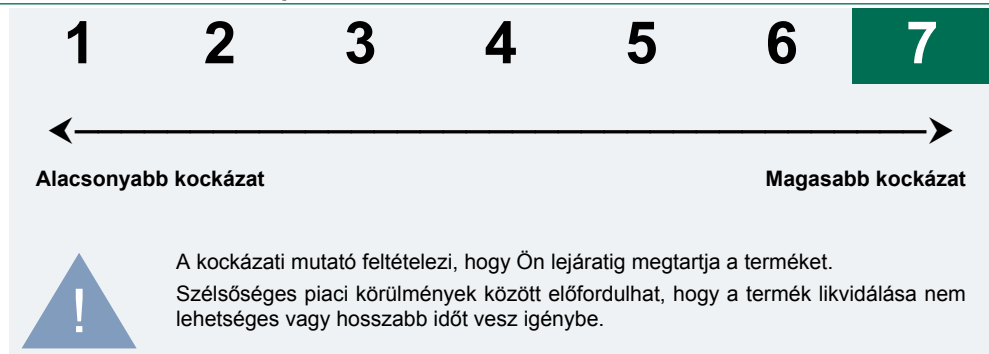 1 2 3 4 5 6 7
Alacsonyabb kockázat Magasabb kockázat
A kockázati mutató feltételezi, hogy Ön lejáratig megtartja a terméket.
Szélsőséges piaci körülmények között előfordulhat, hogy a termék likvidálása nem
lehetséges vagy hosszabb időt vesz igénybe.
!